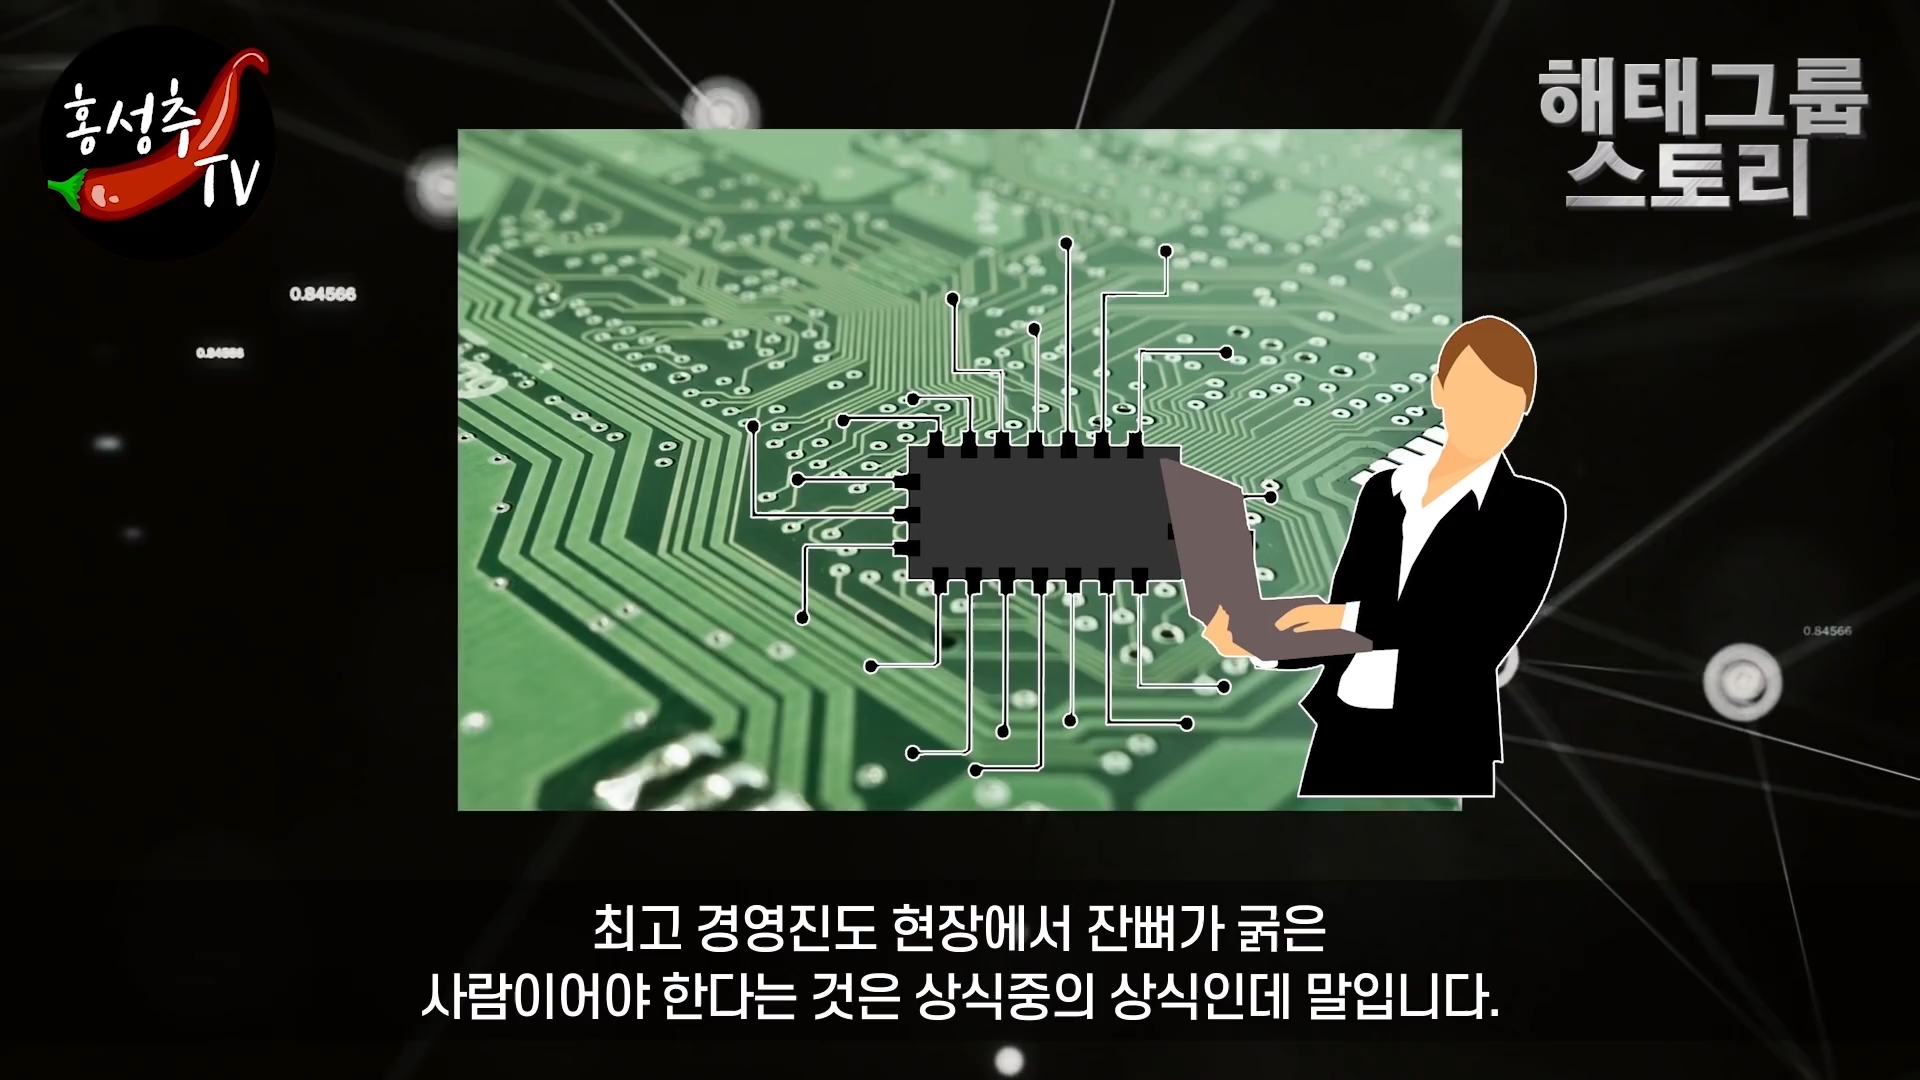 홍성추
TV
해태그룹
스토리
0.84566
0.84566
0.84566
최고 경영진도 현장에서 잔뼈가 굵은
사람이어야 한다는 것은 상식중의 상식인데 말입니다.